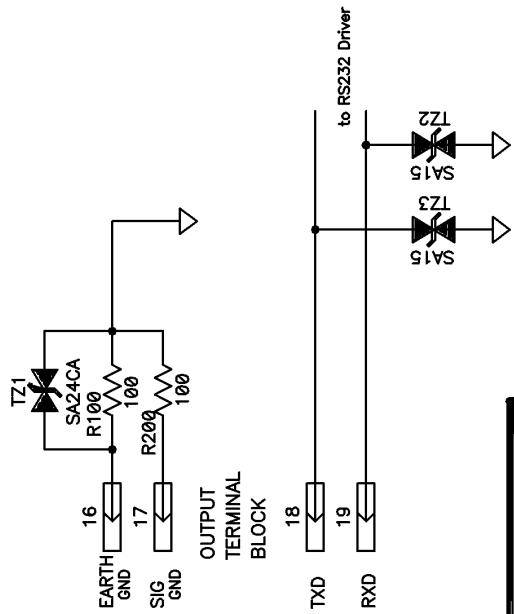 TZ1
SA24CA
R100
100
R200
100
16
EARTH
GND
17
SIG
GND
OUTPUT
TERMINAL
BLOCK
to RS232 Driver
18
TXD
19
RXD
TZ3
SA15
TZ2
SA15